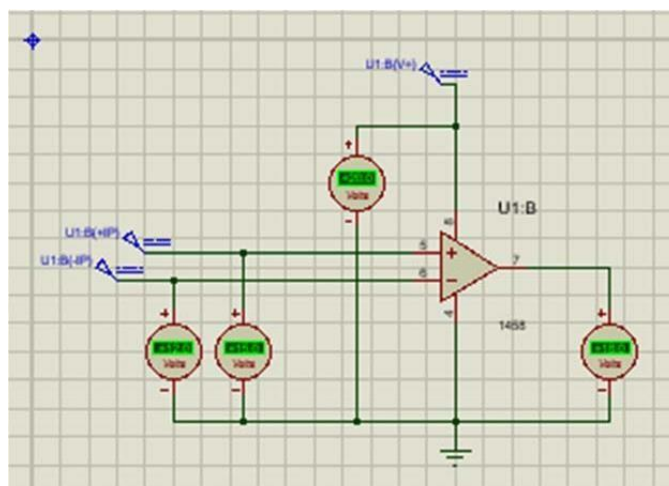 U1:B(V+)
Volts
8
U1:B
U1:B(+IP)
5
U1:B(-IP)
6
7
4
1458
Volts
Volts
Volts